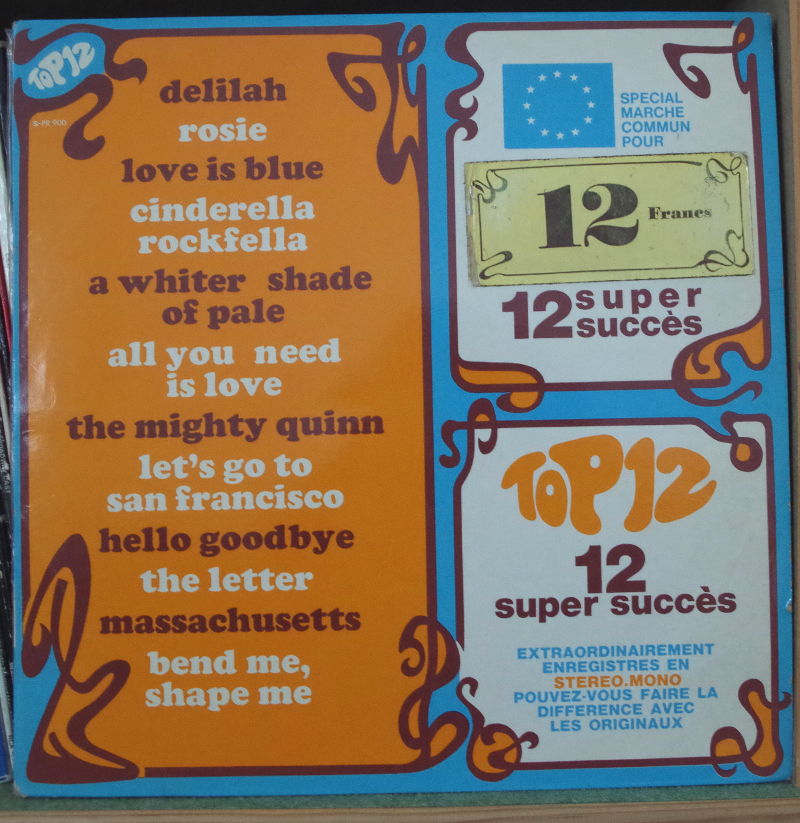 TOP12
S-PR 900
delilah
rosie
love is blue
cinderella
rockfella
a whiter shade
of pale
all you need
is love
the mighty quinn
let's go to
san francisco
hello goodbye
the letter
massachusetts
bend me,
shape me
SPECIAL
MARCHE
COMMUN
POUR
12 Francs
12 super
succès
TOP12
12
super succès
EXTRAORDINAIREMENT
ENREGISTRES EN
STEREO.MONO
POUVEZ-VOUS FAIRE LA
DIFFERENCE AVEC
LES ORIGINAUX